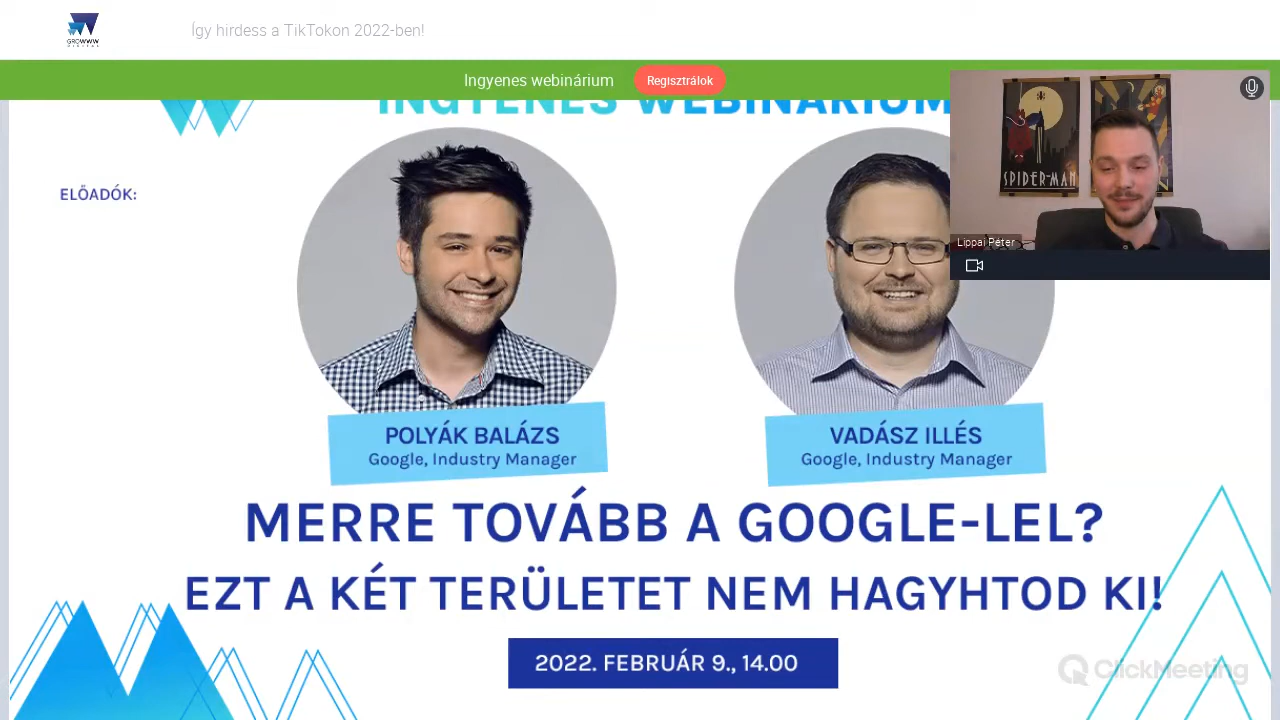 GROWWW
DIGITAL
Így hirdess a TikTokon 2022-ben!
Ingyenes webinárium
Regisztrálok
INGYENES WEBINÁRIUM
ELŐADÓK:
SPIDER-MAN
Lippai Péter
POLYÁK BALÁZS
Google, Industry Manager
VADÁSZ ILLÉS
Google, Industry Manager
MERRE TOVÁBB A GOOGLE-LEL?
EZT A KÉT TERÜLETET NEM HAGYHTOD KI!
2022. FEBRUÁR 9., 14.00
ClickMeeting